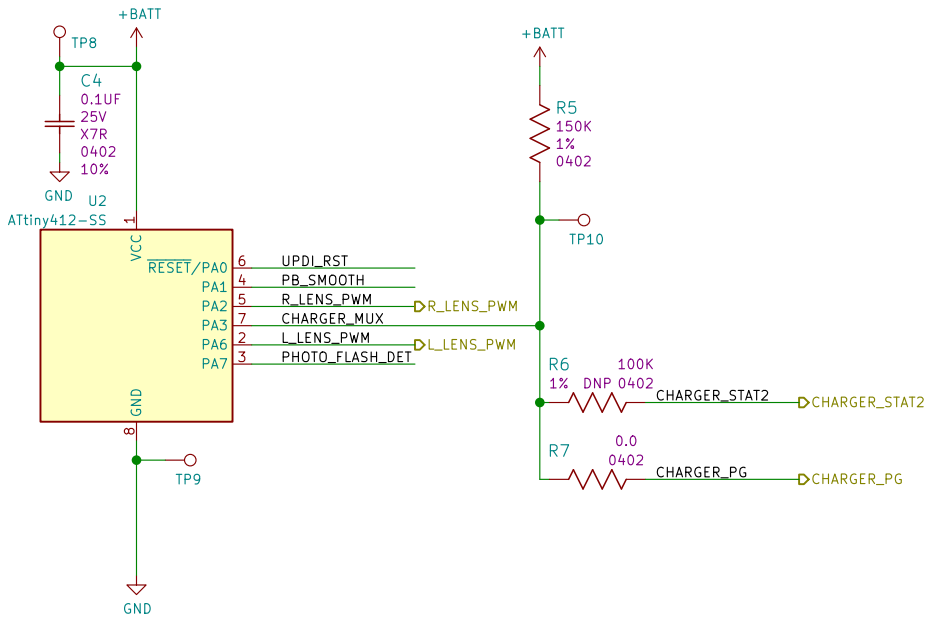 +BATT
TP8
C4
0.1UF
25V
X7R
0402
10%
GND
U2
ATtiny412-SS
1
VCC
RESET/PA0 6 UPDI_RST
PA1 4 PB_SMOOTH
PA2 5 R_LENS_PWM R_LENS_PWM
PA3 7 CHARGER_MUX
PA6 2 L_LENS_PWM L_LENS_PWM
PA7 3 PHOTO_FLASH_DET
GND
8
TP9
GND
+BATT
R5
150K
1%
0402
TP10
R6 100K
1% DNP 0402
CHARGER_STAT2 CHARGER_STAT2
R7 0.0
0402
CHARGER_PG CHARGER_PG